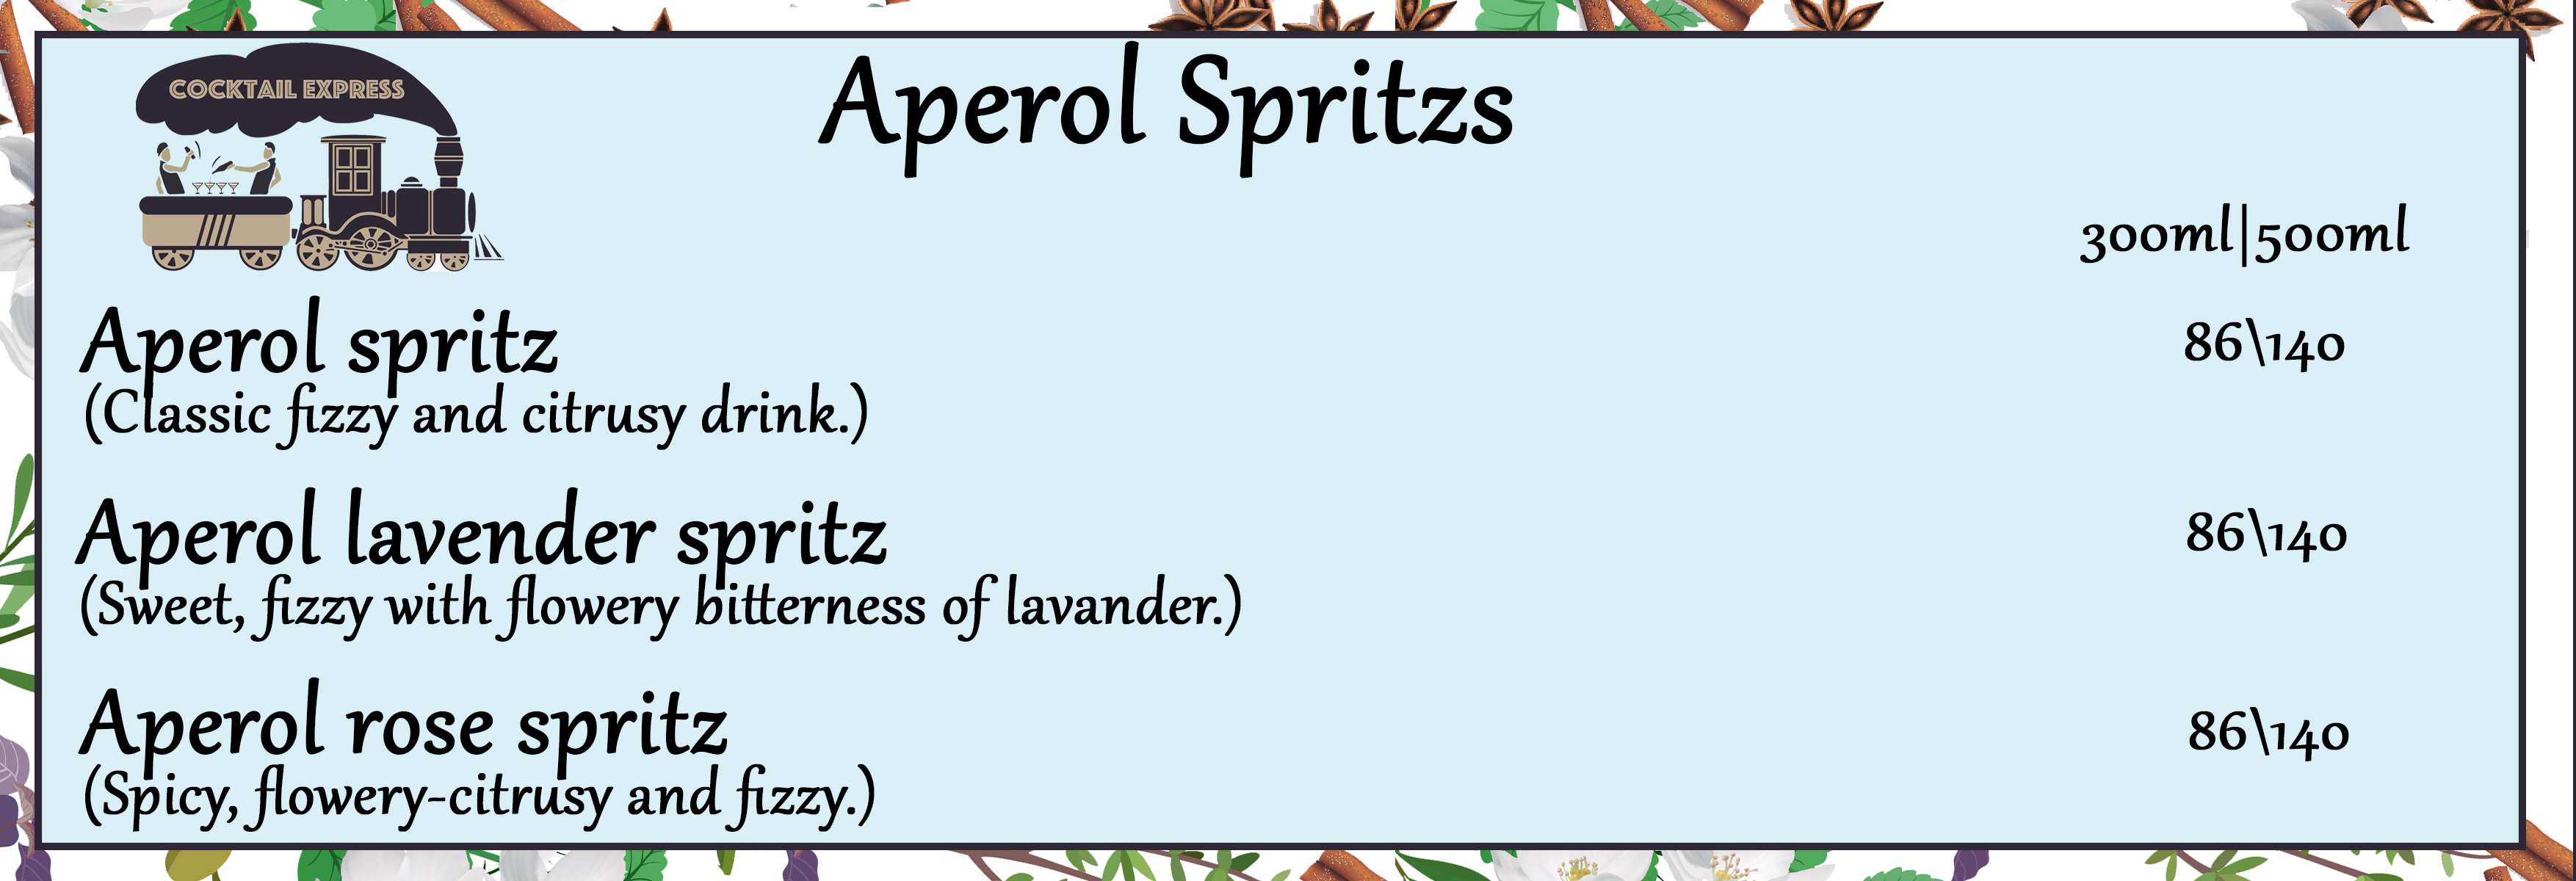 COCKTAIL EXPRESS
Aperol Spritzs
300ml|500ml
Aperol spritz
86\140
(Classic fizzy and citrusy drink.)
Aperol lavender spritz
86\140
(Sweet, fizzy with flowery bitterness of lavander.)
Aperol rose spritz
86\140
(Spicy, flowery-citrusy and fizzy.)